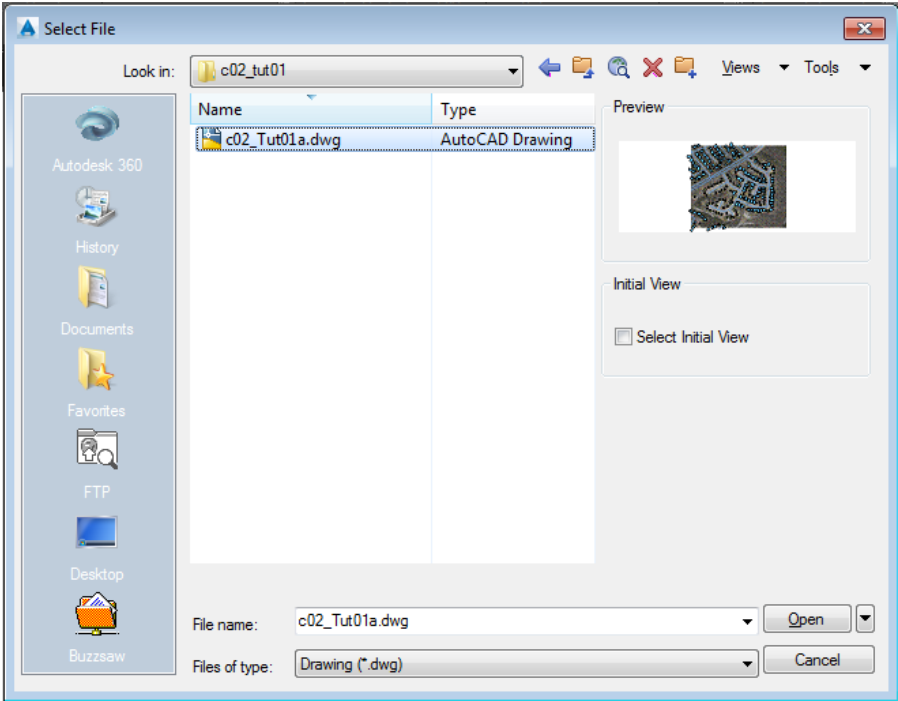 Select File
Look in: c02_tut01 Views Tools
Autodesk 360
History
Documents
Favorites
FTP
Desktop
Buzzsaw
Name Type
c02_Tut01a.dwg AutoCAD Drawing
Preview
Initial View
Select Initial View
File name: c02_Tut01a.dwg Open
Files of type: Drawing (*.dwg) Cancel